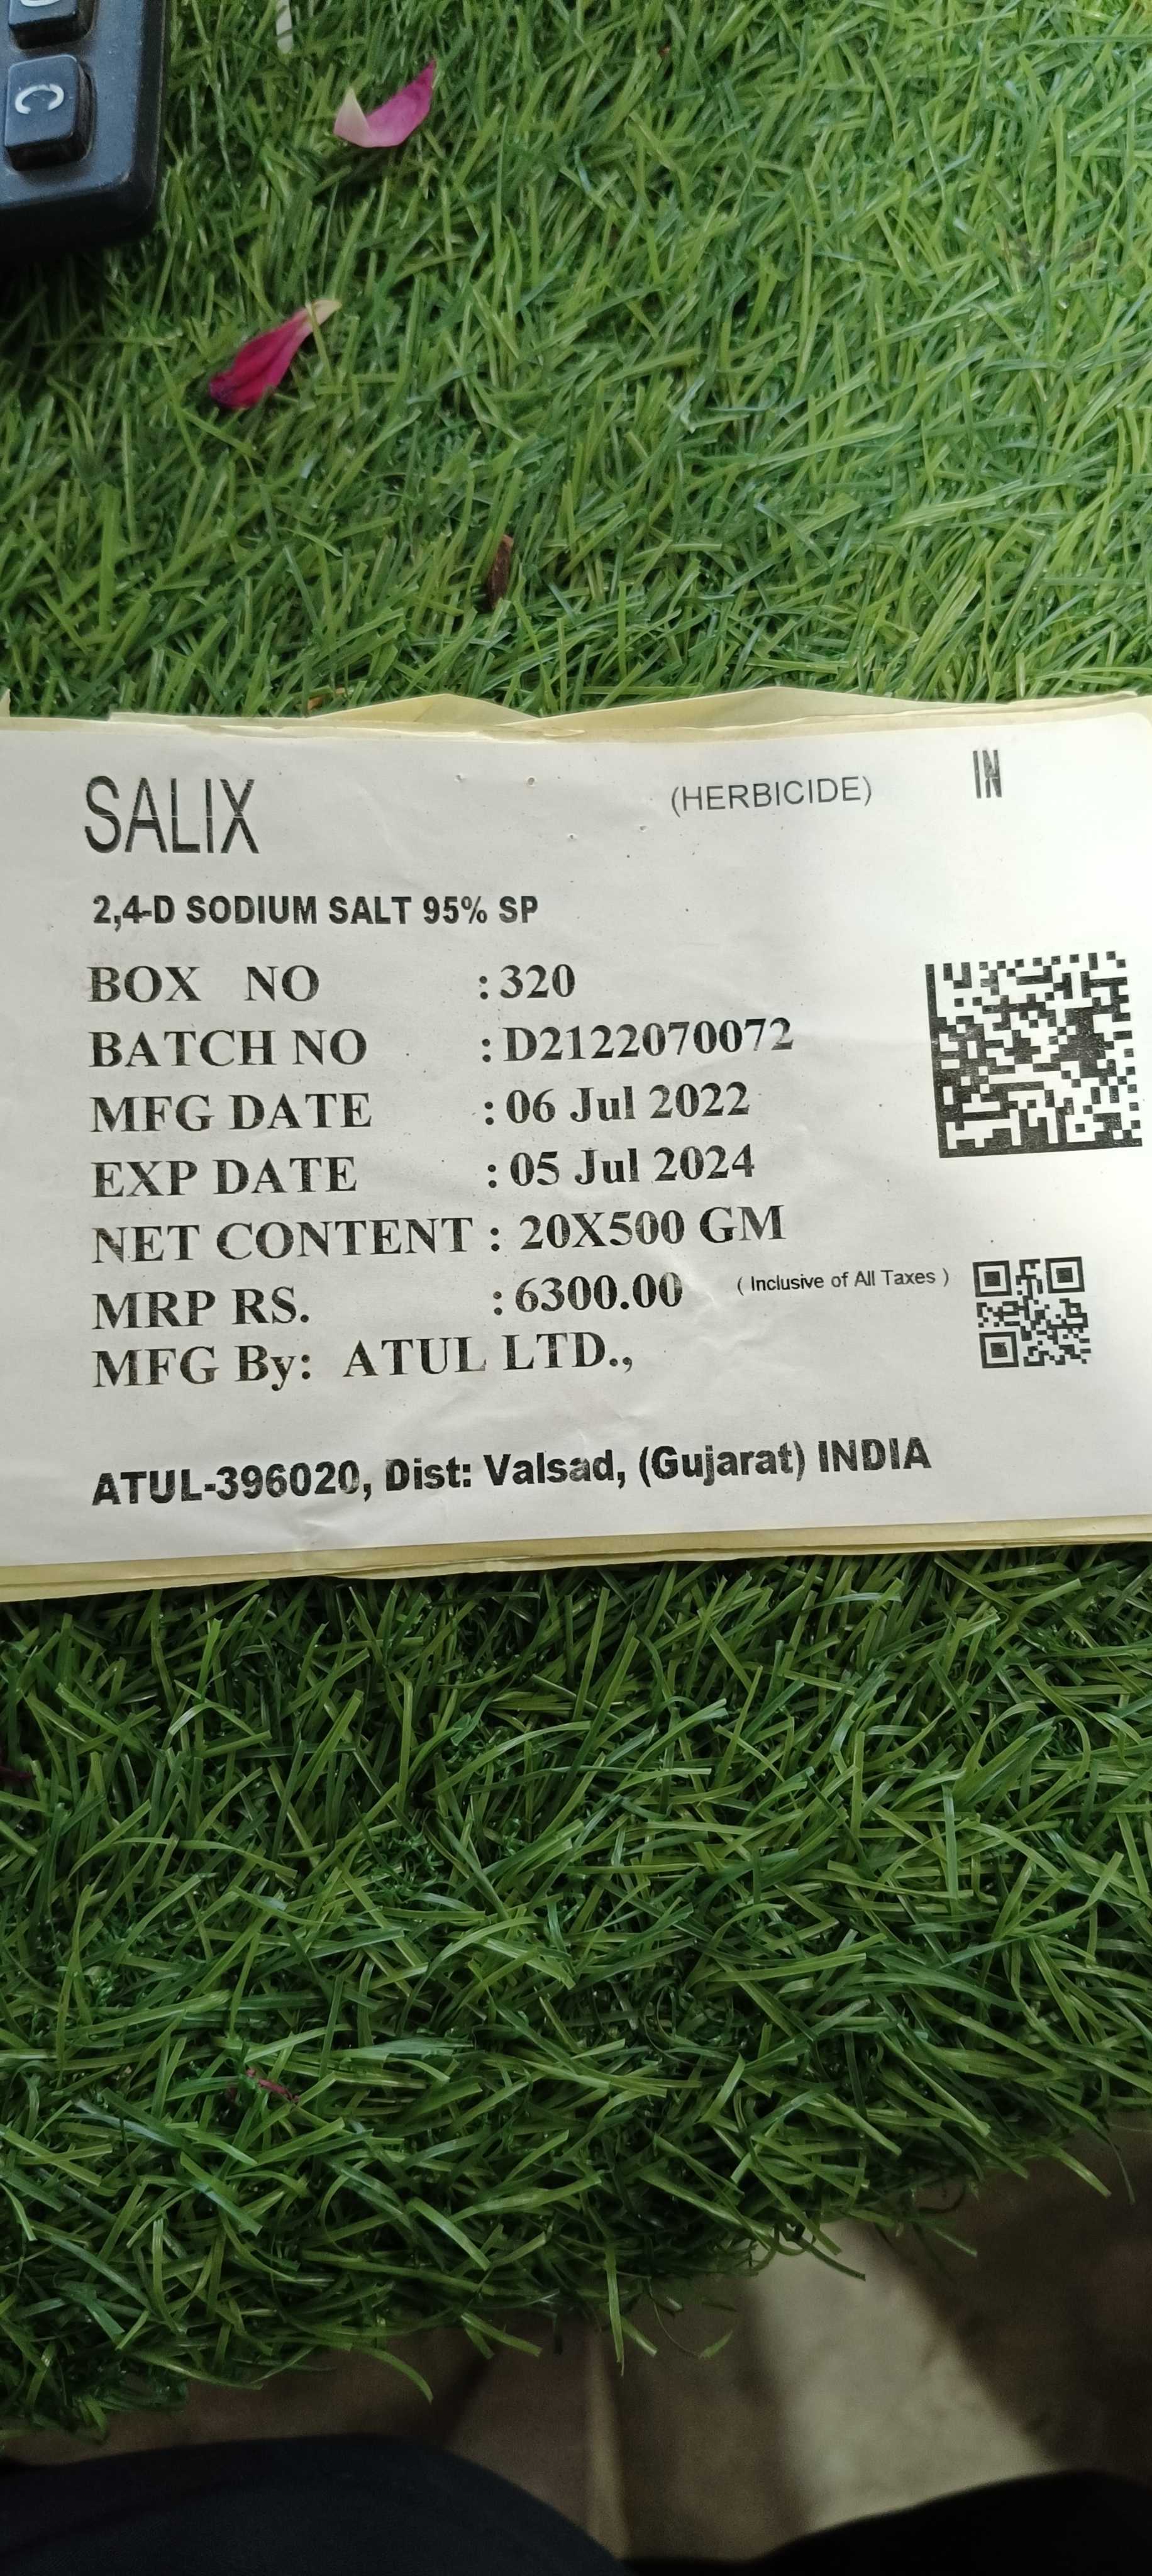 C
SALIX (HERBICIDE) IN
2,4-D SODIUM SALT 95% SP
BOX NO : 320
BATCH NO : D2122070072
MFG DATE : 06 Jul 2022
EXP DATE : 05 Jul 2024
NET CONTENT : 20X500 GM
MRP RS. : 6300.00 ( Inclusive of All Taxes )
MFG By: ATUL LTD.,
ATUL-396020, Dist: Valsad, (Gujarat) INDIA